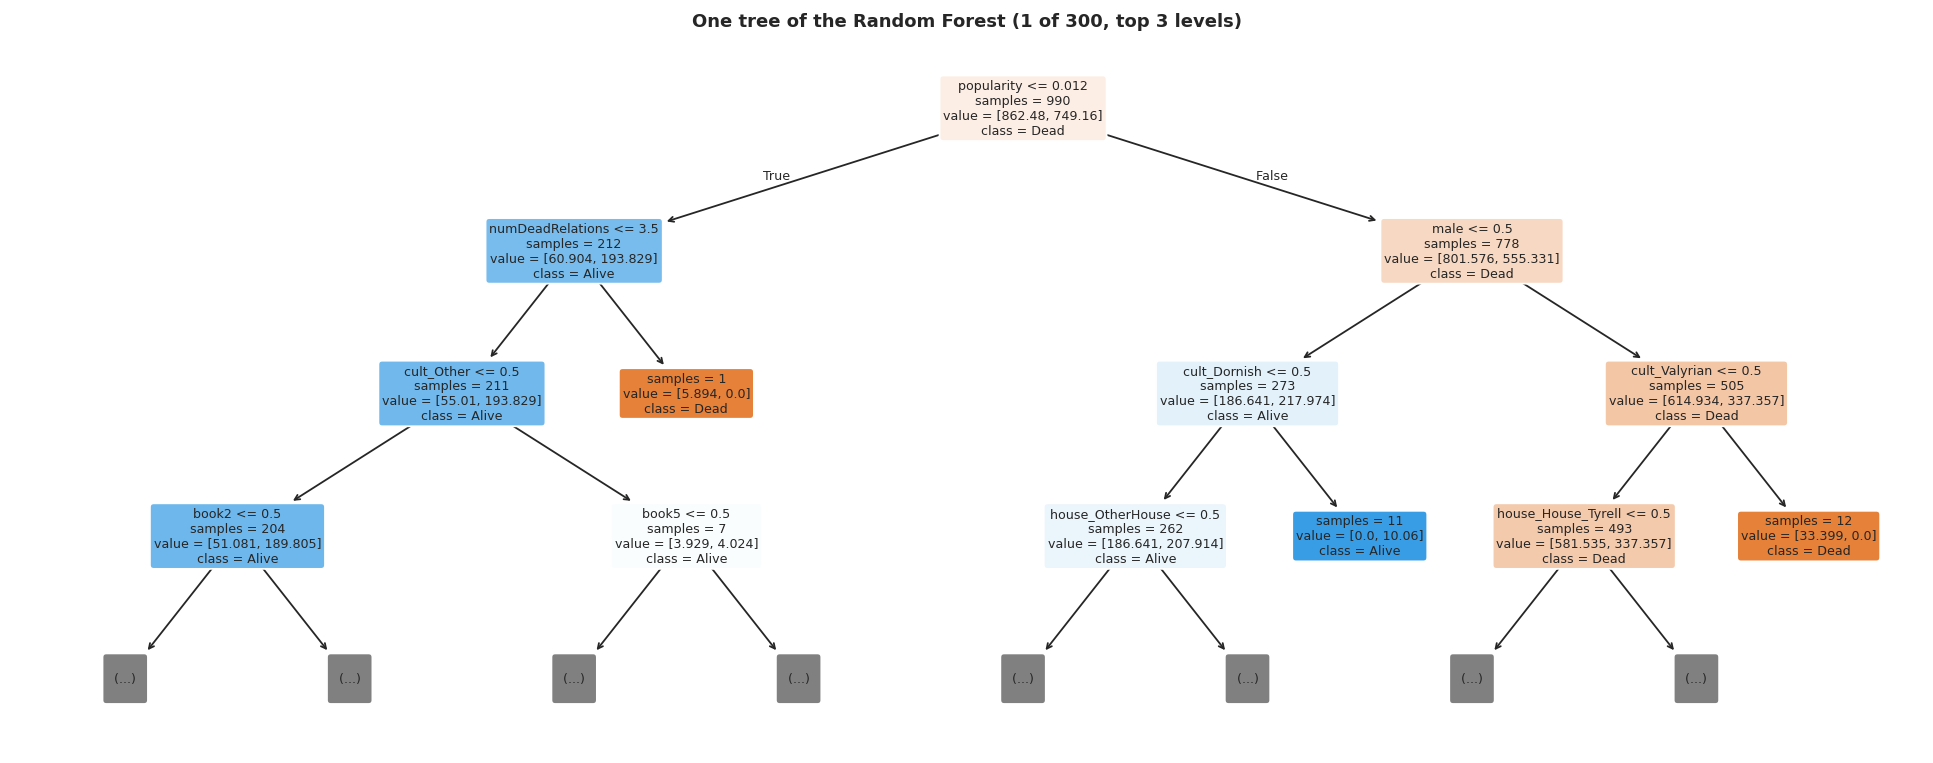 One tree of the Random Forest (1 of 300, top 3 levels)
popularity <= 0.012
samples = 990
value = [862.48, 749.16]
class = Dead
True
False
numDeadRelations <= 3.5
samples = 212
value = [60.904, 193.829]
class = Alive
male <= 0.5
samples = 778
value = [801.576, 555.331]
class = Dead
cult_Other <= 0.5
samples = 211
value = [55.01, 193.829]
class = Alive
samples = 1
value = [5.894, 0.0]
class = Dead
cult_Dornish <= 0.5
samples = 273
value = [186.641, 217.974]
class = Alive
cult_Valyrian <= 0.5
samples = 505
value = [614.934, 337.357]
class = Dead
book2 <= 0.5
samples = 204
value = [51.081, 189.805]
class = Alive
book5 <= 0.5
samples = 7
value = [3.929, 4.024]
class = Alive
house_OtherHouse <= 0.5
samples = 262
value = [186.641, 207.914]
class = Alive
samples = 11
value = [0.0, 10.06]
class = Alive
house_House_Tyrell <= 0.5
samples = 493
value = [581.535, 337.357]
class = Dead
samples = 12
value = [33.399, 0.0]
class = Dead
(...)
(...)
(...)
(...)
(...)
(...)
(...)
(...)